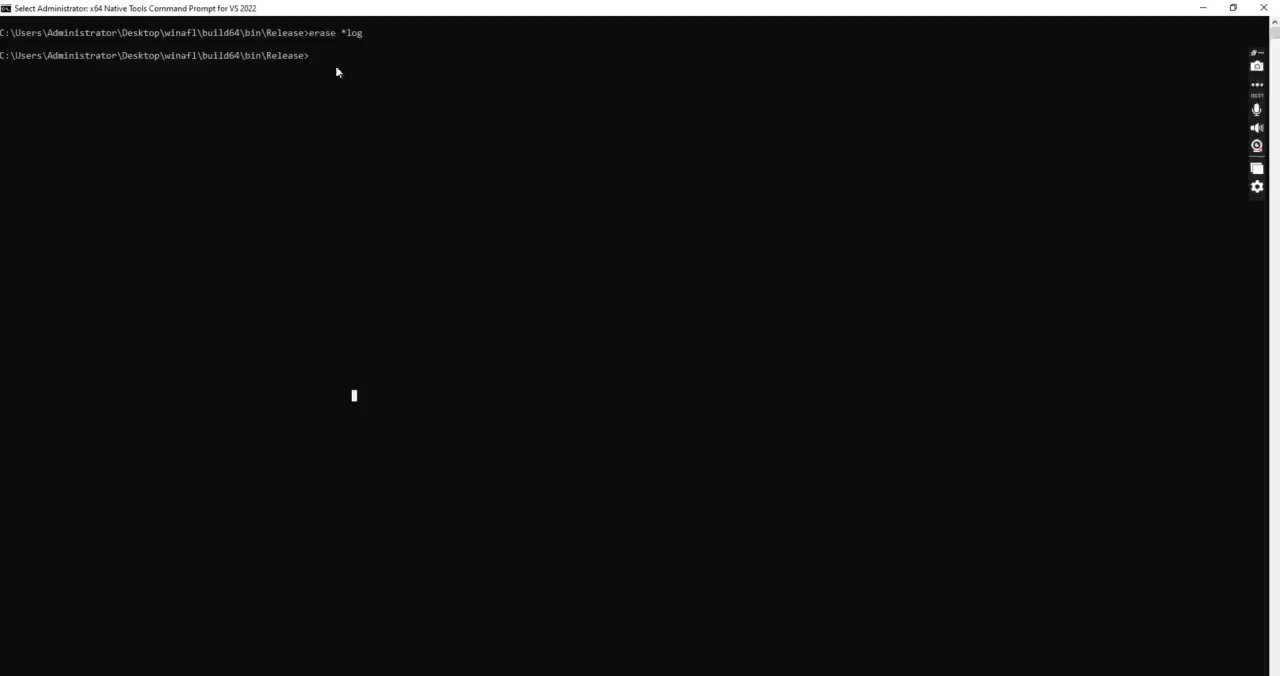 Select Administrator: x64 Native Tools Command Prompt for VS 2022
C:\Users\Administrator\Desktop\winafl\build64\bin\Release>erase *log
C:\Users\Administrator\Desktop\winafl\build64\bin\Release>